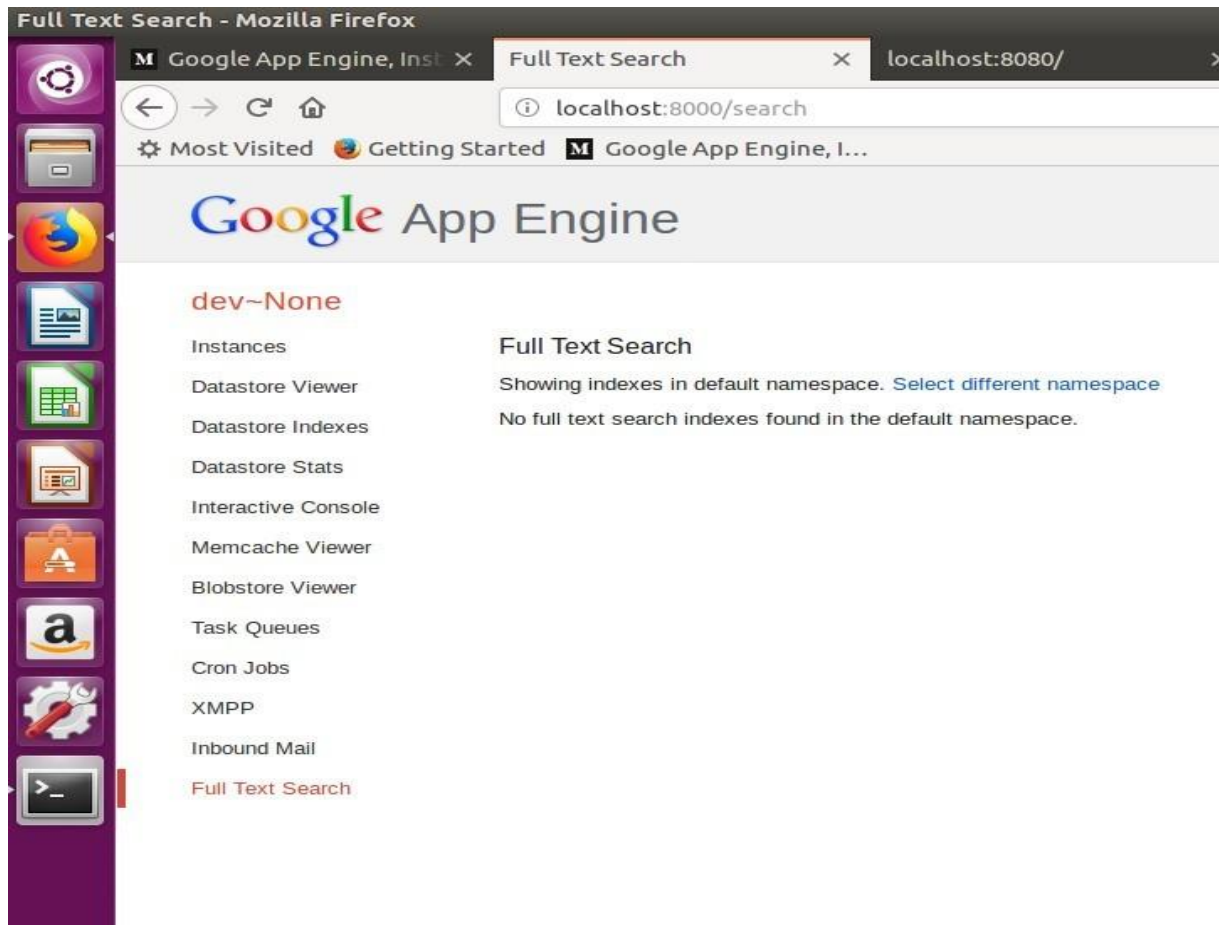 Full Text Search - Mozilla Firefox
M Google App Engine, Inst
Full Text Search
localhost:8080/
localhost:8000/search
Most Visited Getting Started M Google App Engine, I...
Google App Engine
dev~None
Instances
Datastore Viewer
Datastore Indexes
Datastore Stats
Interactive Console
Memcache Viewer
Blobstore Viewer
Task Queues
Cron Jobs
XMPP
Inbound Mail
Full Text Search
Full Text Search
Showing indexes in default namespace. Select different namespace
No full text search indexes found in the default namespace.
A
a
>_